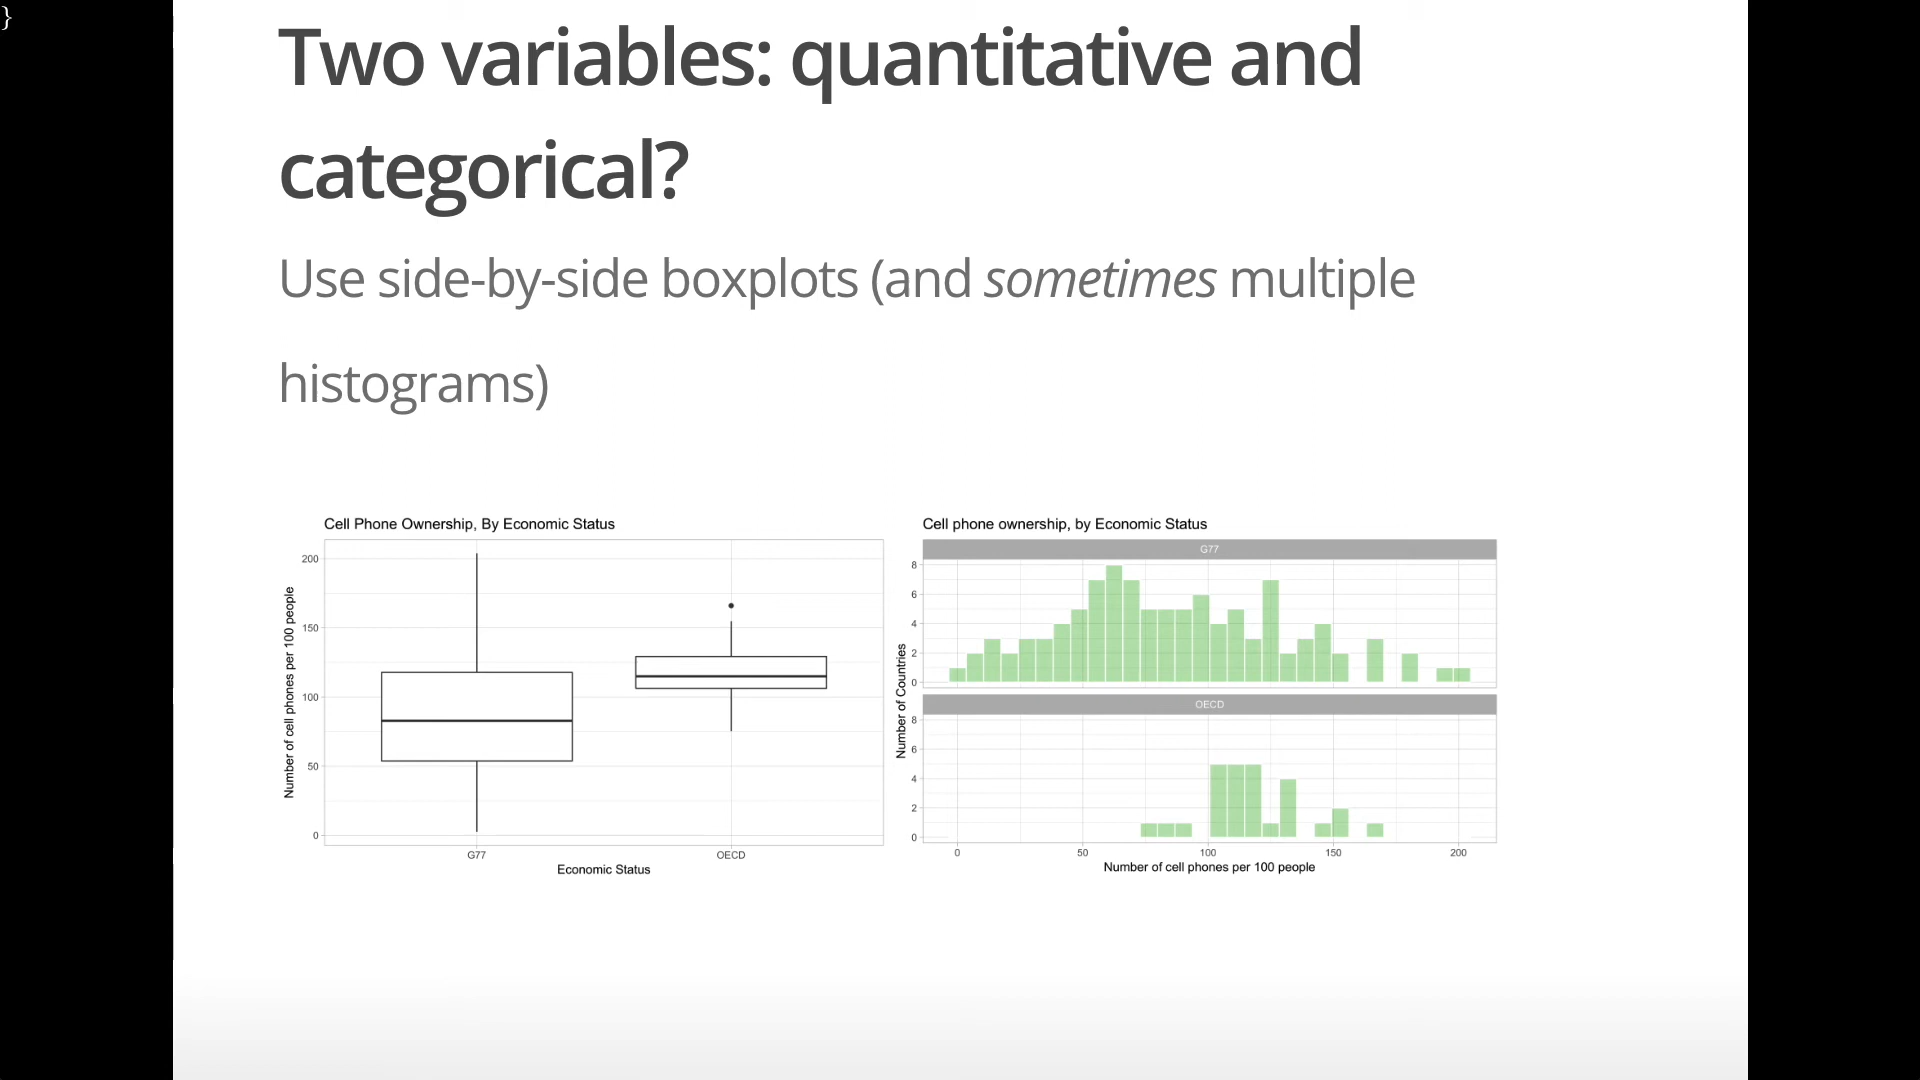 }
Two variables: quantitative and
categorical?
Use side-by-side boxplots (and sometimes multiple
histograms)
Cell Phone Ownership, By Economic Status
Number of cell phones per 100 people
200
150
100
50
0
G77
OECD
Economic Status
Cell phone ownership, by Economic Status
Number of Countries
G77
8
6
4
2
0
OECD
8
6
4
2
0
0
50
100
150
200
Number of cell phones per 100 people